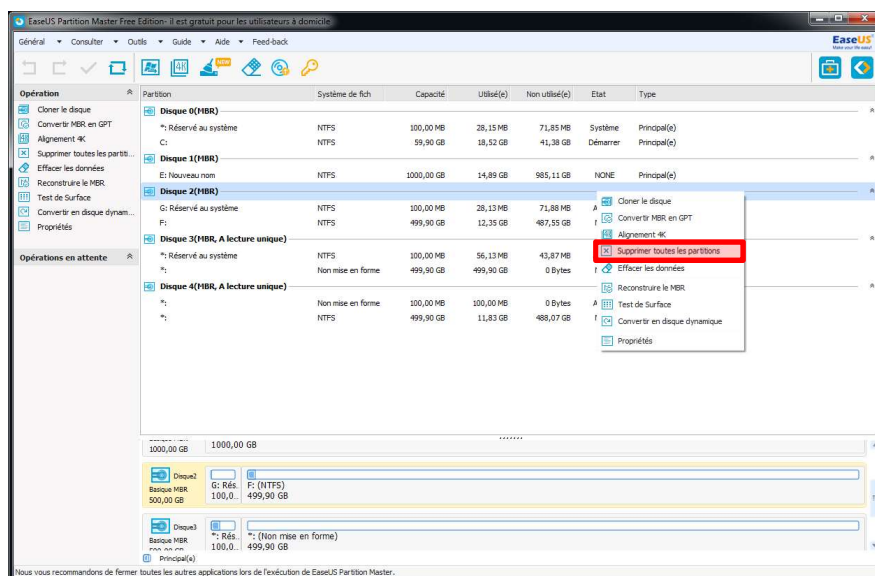 EaseUS Partition Master Free Edition- il est gratuit pour les utilisateurs à domicile
Général Consulter Outils Guide Aide Feed-back
EaseUS
Make your life easy!
4K NEW
Opération
Cloner le disque
Convertir MBR en GPT
Alignement 4K
Supprimer toutes les partiti...
Effacer les données
Reconstruire le MBR
Test de Surface
Convertir en disque dynam...
Propriétés
Opérations en attente
Partition Système de fich Capacité Utilisé(e) Non utilisé(e) Etat Type
Disque 0(MBR)
*: Réservé au système NTFS 100,00 MB 28,15 MB 71,85 MB Système Principal(e)
C: NTFS 59,90 GB 18,52 GB 41,38 GB Démarrer Principal(e)
Disque 1(MBR)
E: Nouveau nom NTFS 1000,00 GB 14,89 GB 985,11 GB NONE Principal(e)
Disque 2(MBR)
G: Réservé au système NTFS 100,00 MB 28,13 MB 71,88 MB A
F: NTFS 499,90 GB 12,35 GB 487,55 GB
Disque 3(MBR, A lecture unique)
*: Réservé au système NTFS 100,00 MB 56,13 MB 43,87 MB
*: Non mise en forme 499,90 GB 499,90 GB 0 Bytes
Disque 4(MBR, A lecture unique)
*: Non mise en forme 100,00 MB 100,00 MB 0 Bytes A
*: NTFS 499,90 GB 11,83 GB 488,07 GB
Cloner le disque
Convertir MBR en GPT
Alignement 4K
Supprimer toutes les partitions
Effacer les données
Reconstruire le MBR
Test de Surface
Convertir en disque dynamique
Propriétés
1000,00 GB 1000,00 GB
Disque2
Basique MBR
500,00 GB
G: Rés.. F: (NTFS)
100,0.. 499,90 GB
Disque3
Basique MBR
500,00 GB
*: Rés.. *: (Non mise en forme)
100,0.. 499,90 GB
Principal(e)
Nous vous recommandons de fermer toutes les autres applications lors de l'exécution de EaseUS Partition Master.